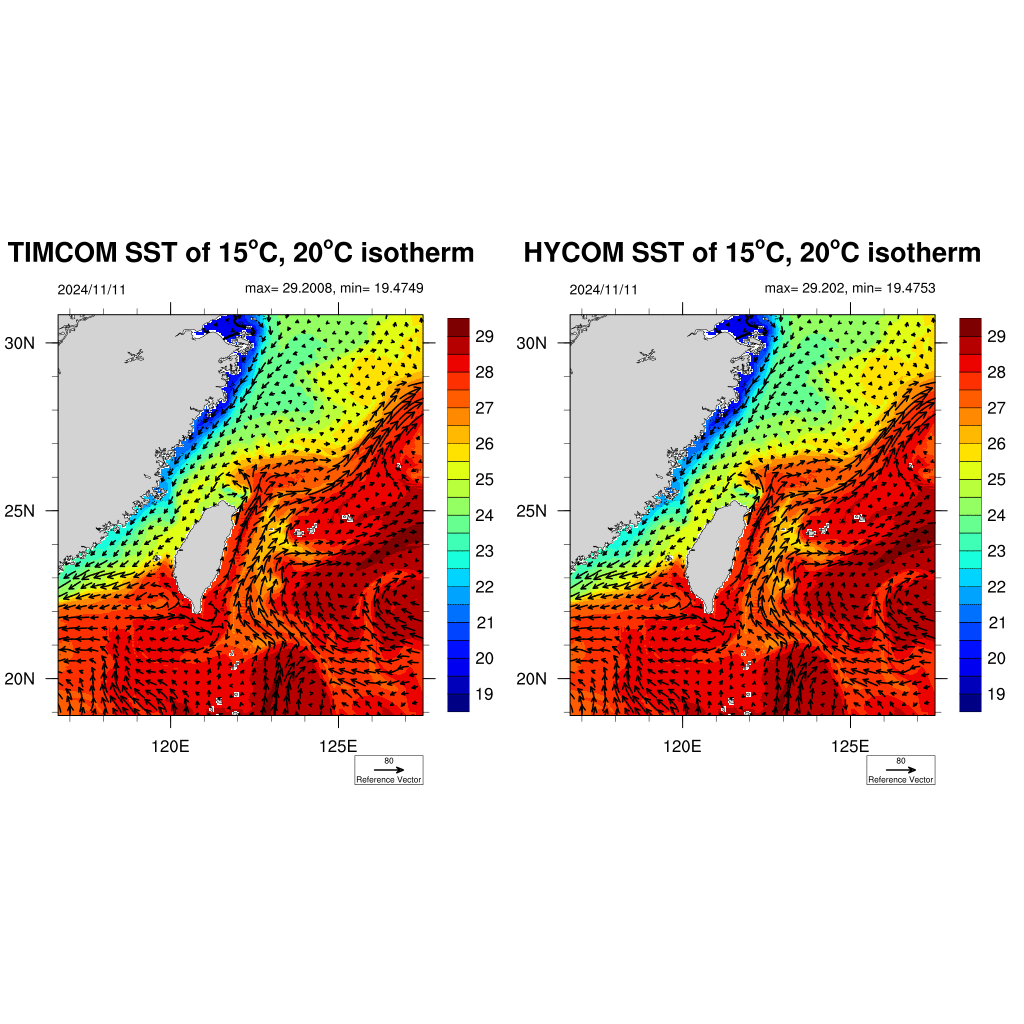 TIMCOM SST of 15°C, 20°C isotherm
2024/11/11
max= 29.2008, min= 19.4749
30N
25N
20N
120E
125E
29
28
27
26
25
24
23
22
21
20
19
80
Reference Vector
HYCOM SST of 15°C, 20°C isotherm
2024/11/11
max= 29.202, min= 19.4753
30N
25N
20N
120E
125E
29
28
27
26
25
24
23
22
21
20
19
80
Reference Vector